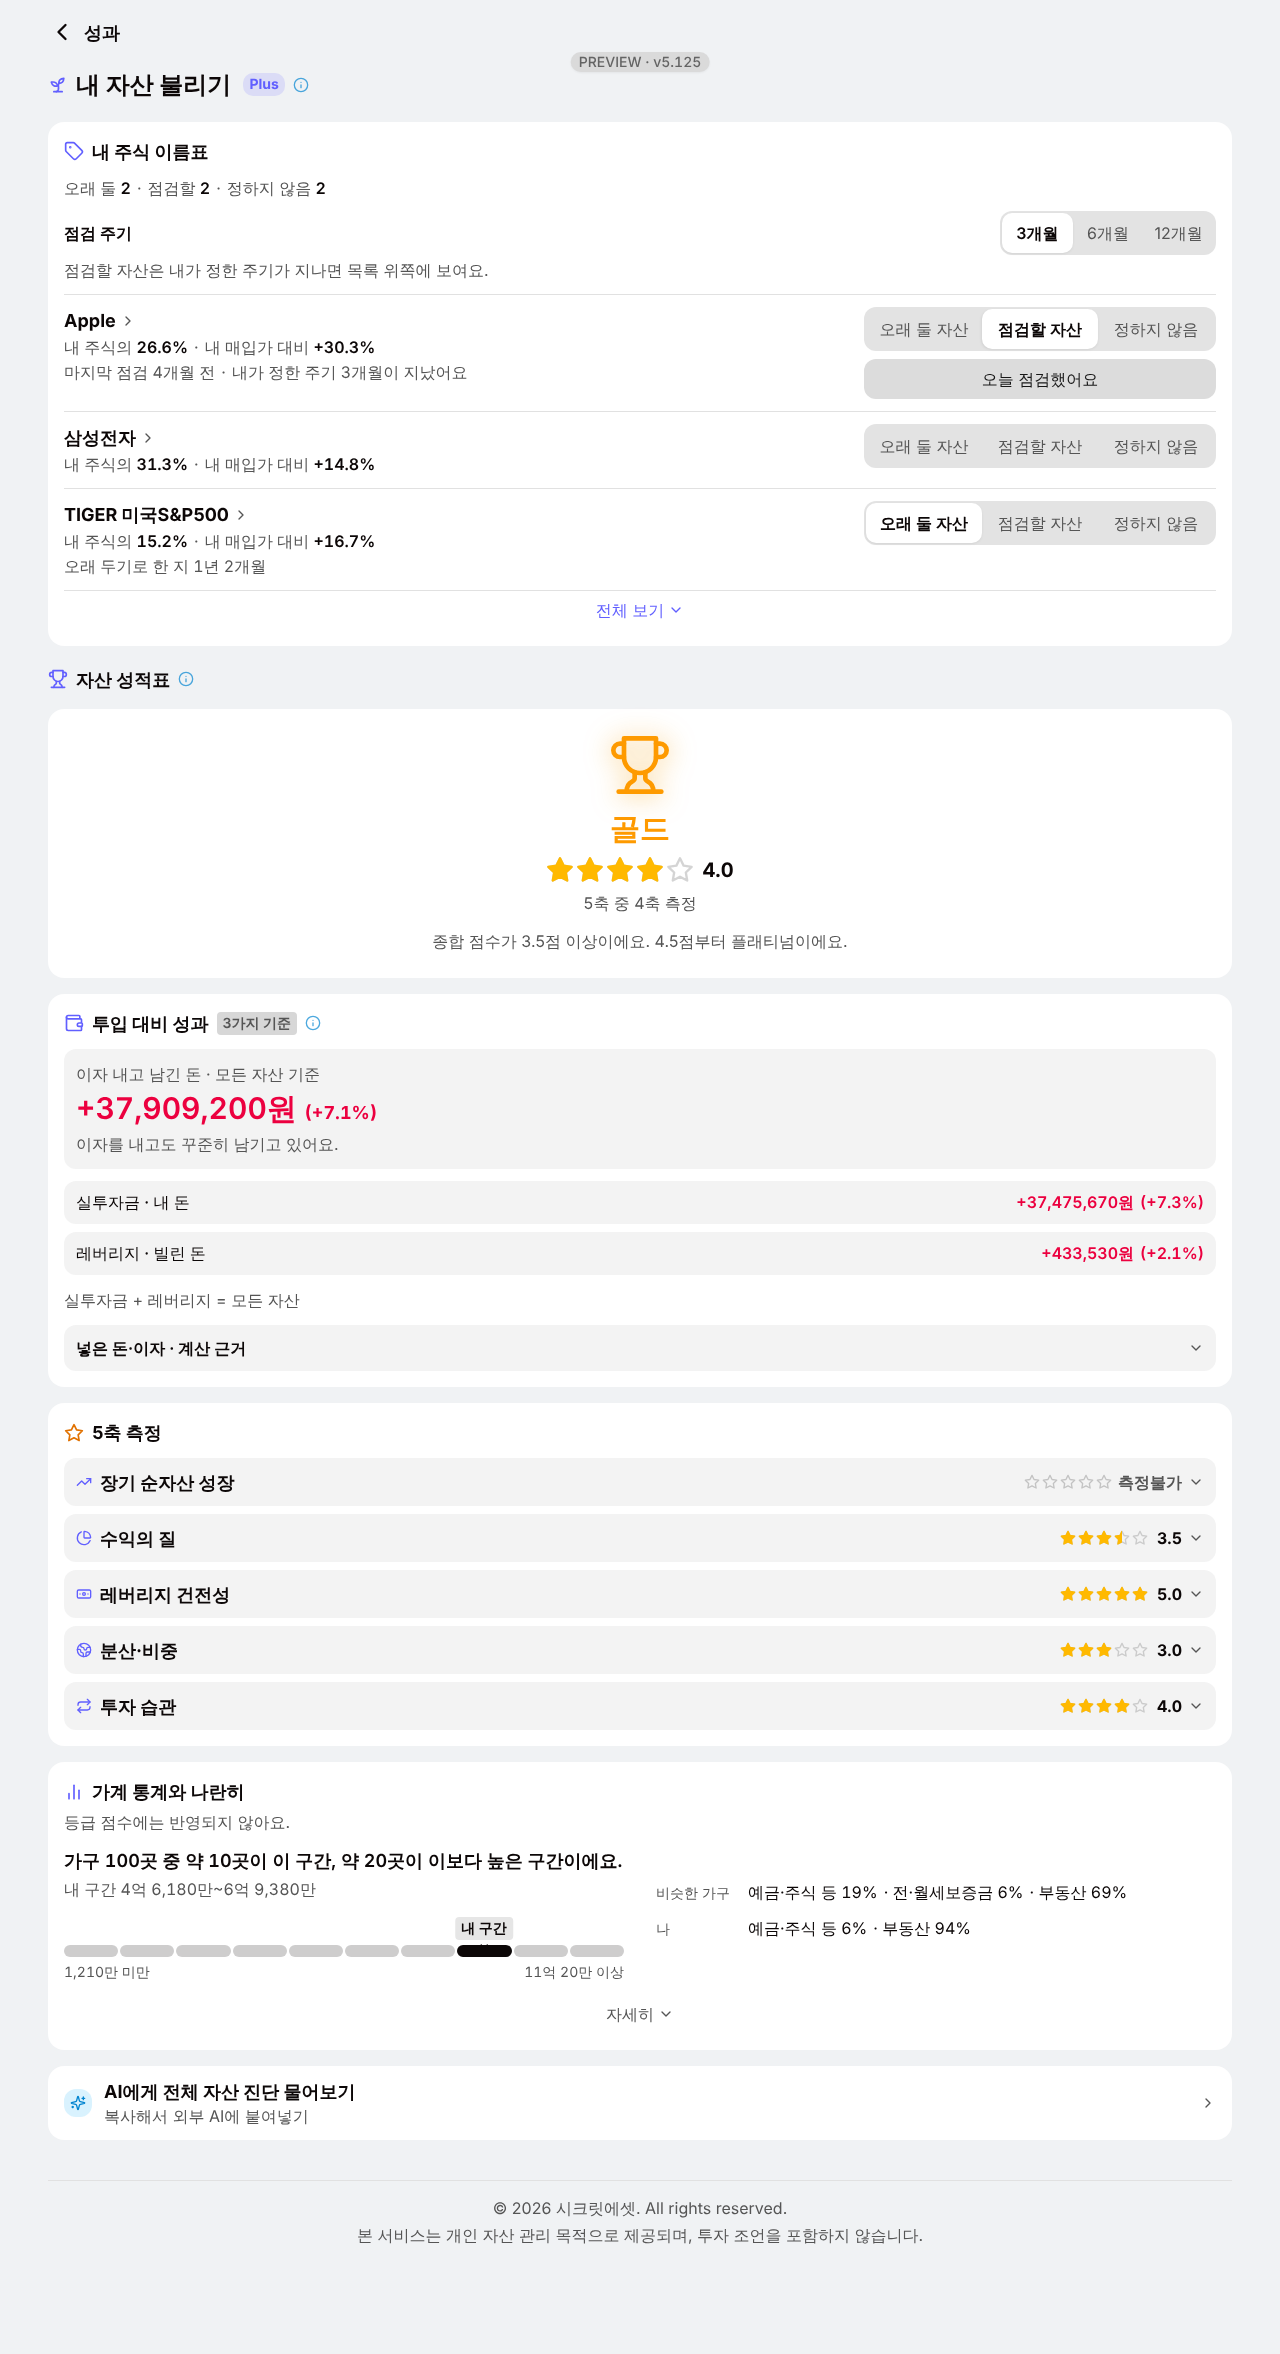 성과
PREVIEW · v5.125
내 자산 불리기 Plus
내 주식 이름표
오래 둘 2 · 점검할 2 · 정하지 않음 2
점검 주기 3개월 6개월 12개월
점검할 자산은 내가 정한 주기가 지나면 목록 위쪽에 보여요.
Apple
오래 둘 자산 점검할 자산 정하지 않음
내 주식의 26.6% · 내 매입가 대비 +30.3%
마지막 점검 4개월 전 · 내가 정한 주기 3개월이 지났어요
오늘 점검했어요
삼성전자
오래 둘 자산 점검할 자산 정하지 않음
내 주식의 31.3% · 내 매입가 대비 +14.8%
TIGER 미국S&P500
오래 둘 자산 점검할 자산 정하지 않음
내 주식의 15.2% · 내 매입가 대비 +16.7%
오래 두기로 한 지 1년 2개월
전체 보기
자산 성적표
골드
4.0
5축 중 4축 측정
종합 점수가 3.5점 이상이에요. 4.5점부터 플래티넘이에요.
투입 대비 성과 3가지 기준
이자 내고 남긴 돈 · 모든 자산 기준
+37,909,200원 (+7.1%)
이자를 내고도 꾸준히 남기고 있어요.
실투자금 · 내 돈 +37,475,670원 (+7.3%)
레버리지 · 빌린 돈 +433,530원 (+2.1%)
실투자금 + 레버리지 = 모든 자산
넣은 돈·이자 · 계산 근거
5축 측정
장기 순자산 성장 측정불가
수익의 질 3.5
레버리지 건전성 5.0
분산·비중 3.0
투자 습관 4.0
가계 통계와 나란히
등급 점수에는 반영되지 않아요.
가구 100곳 중 약 10곳이 이 구간, 약 20곳이 이보다 높은 구간이에요.
내 구간 4억 6,180만~6억 9,380만
내 구간
1,210만 미만 11억 20만 이상
비슷한 가구 예금·주식 등 19% · 전·월세보증금 6% · 부동산 69%
나 예금·주식 등 6% · 부동산 94%
자세히
AI에게 전체 자산 진단 물어보기
복사해서 외부 AI에 붙여넣기
© 2026 시크릿에셋. All rights reserved.
본 서비스는 개인 자산 관리 목적으로 제공되며, 투자 조언을 포함하지 않습니다.